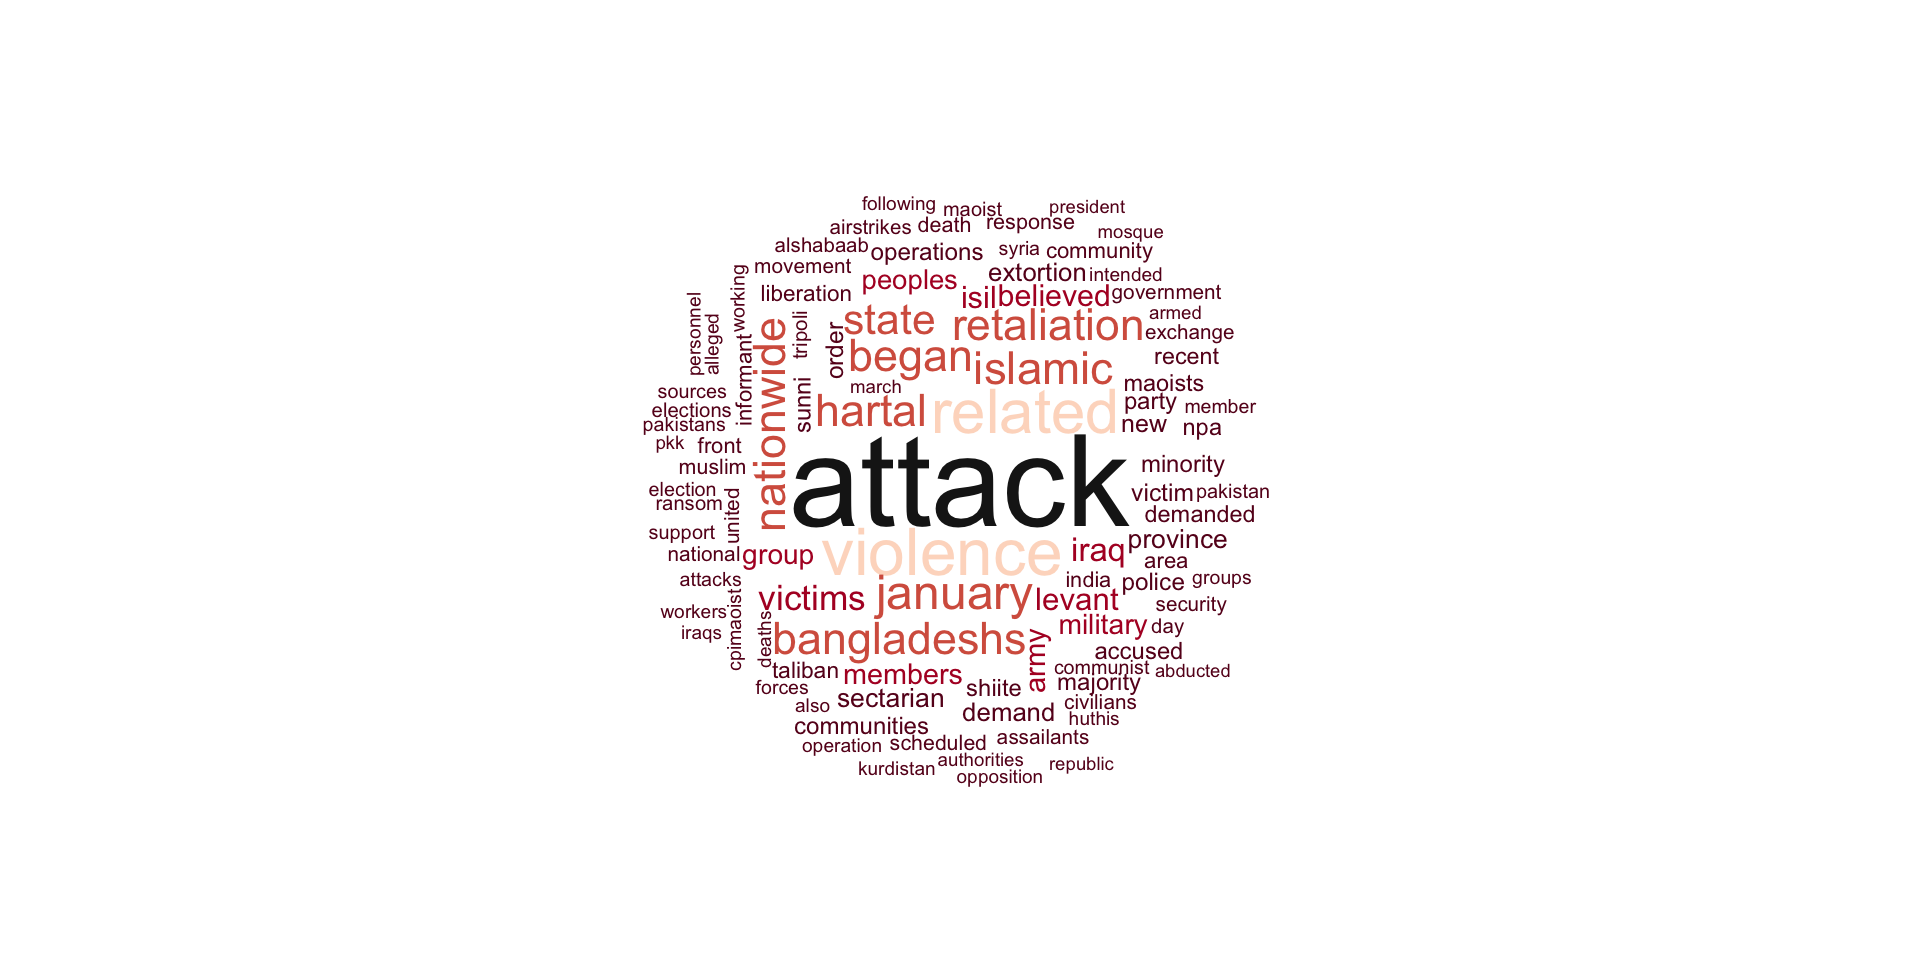 following
maoist
president
airstrikes
death
response
mosque
alshabaab
operations
syria
community
movement
peoples
extortion
intended
working
liberation
isil
believed
government
personnel
alleged
tripoli
order
state
retaliation
armed
exchange
nationwide
informant
began
islamic
recent
sunni
march
maoists
sources
elections
hartal
related
party
member
pakistans
new
npa
pkk
front
attack
muslim
minority
election
victim
pakistan
ransom
united
demanded
support
violence
iraq
province
national
group
area
attacks
january
india
police
groups
workers
cpimaoist
victims
levant
security
iraqs
deaths
bangladeshs
army
military
day
accused
taliban
members
communist
abducted
forces
sectarian
shiite
majority
also
demand
civilians
communities
huthis
operation
scheduled
assailants
kurdistan
authorities
republic
opposition